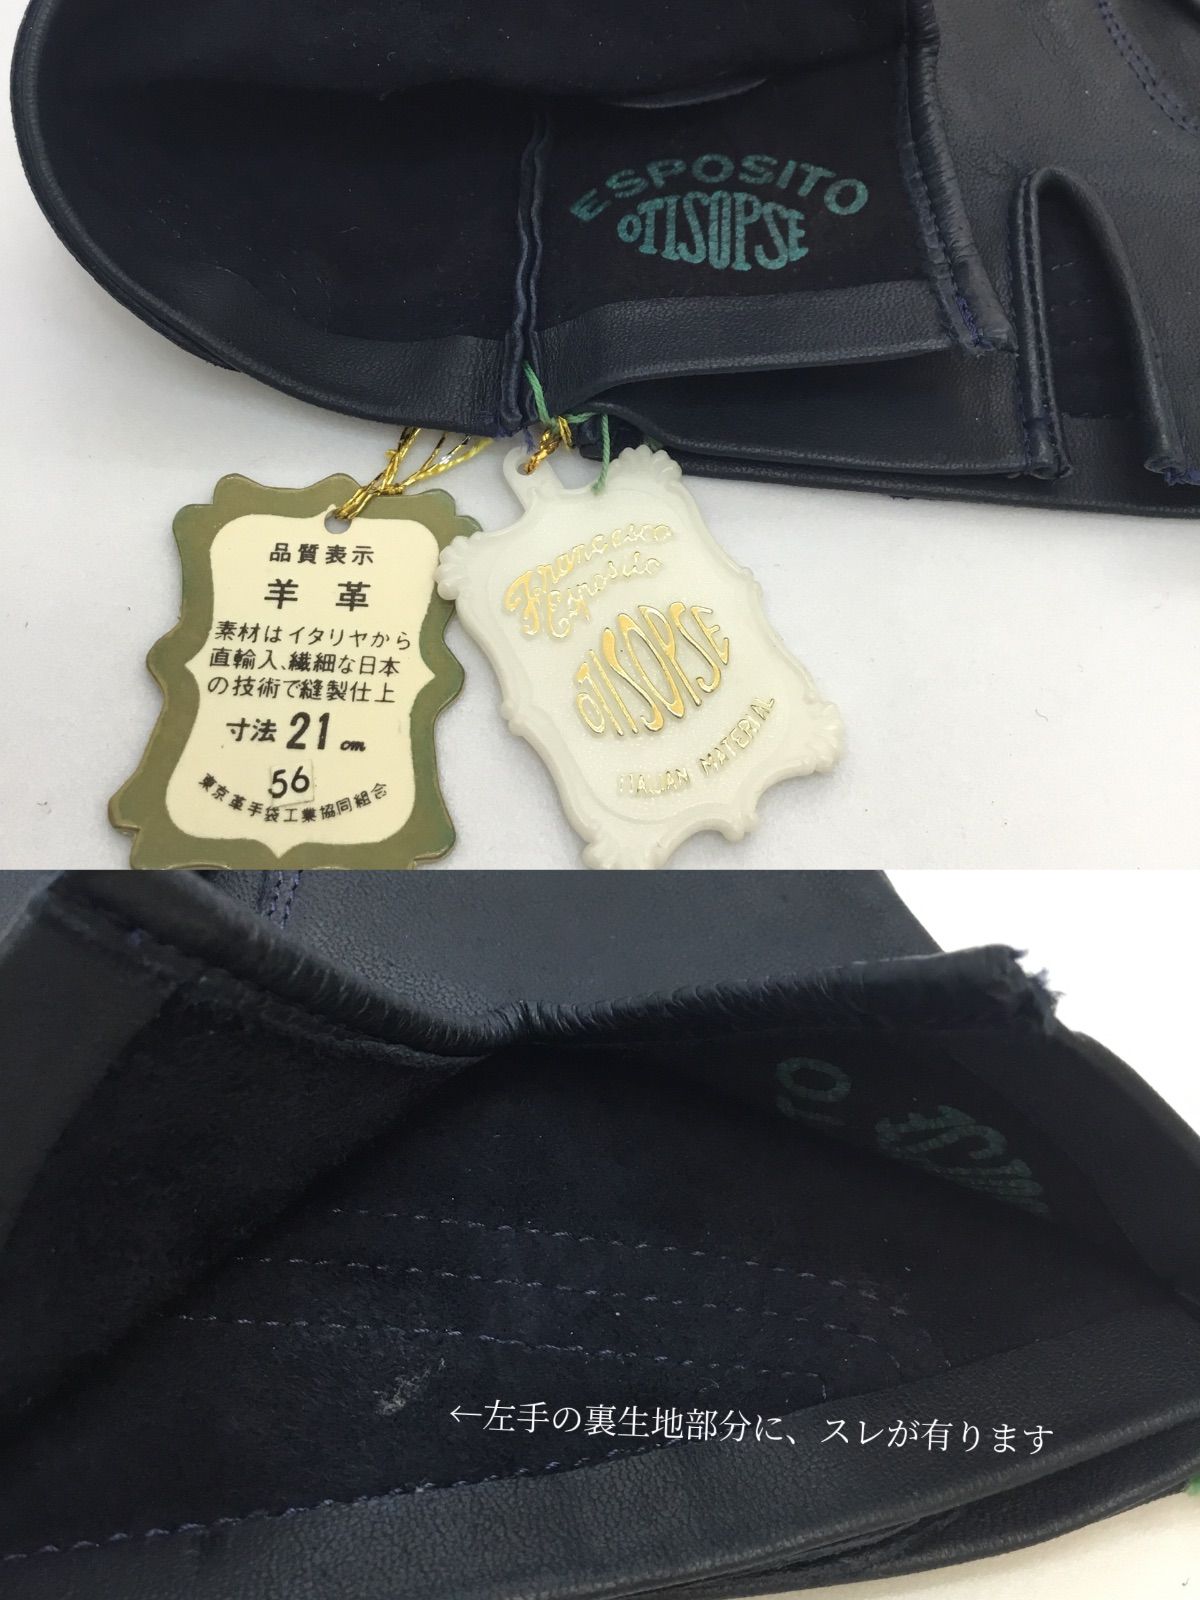 ESPOSITO
OTISOPSE
品質表示
羊革
素材はイタリヤから
直輸入、繊細な日本
の技術で縫製仕上
寸法 21 cm
56
東京革手袋工業協同組合
Francesco
Esposito
OTISOPSE
ITALIAN MATERIAL
←左手の裏生地部分に、スレが有ります